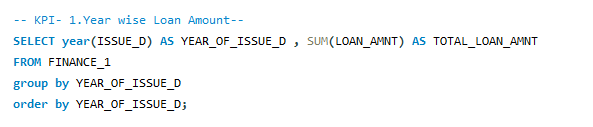 -- KPI- 1.Year wise Loan Amount--
SELECT year(ISSUE_D) AS YEAR_OF_ISSUE_D , SUM(LOAN_AMNT) AS TOTAL_LOAN_AMNT
FROM FINANCE_1
group by YEAR_OF_ISSUE_D
order by YEAR_OF_ISSUE_D;